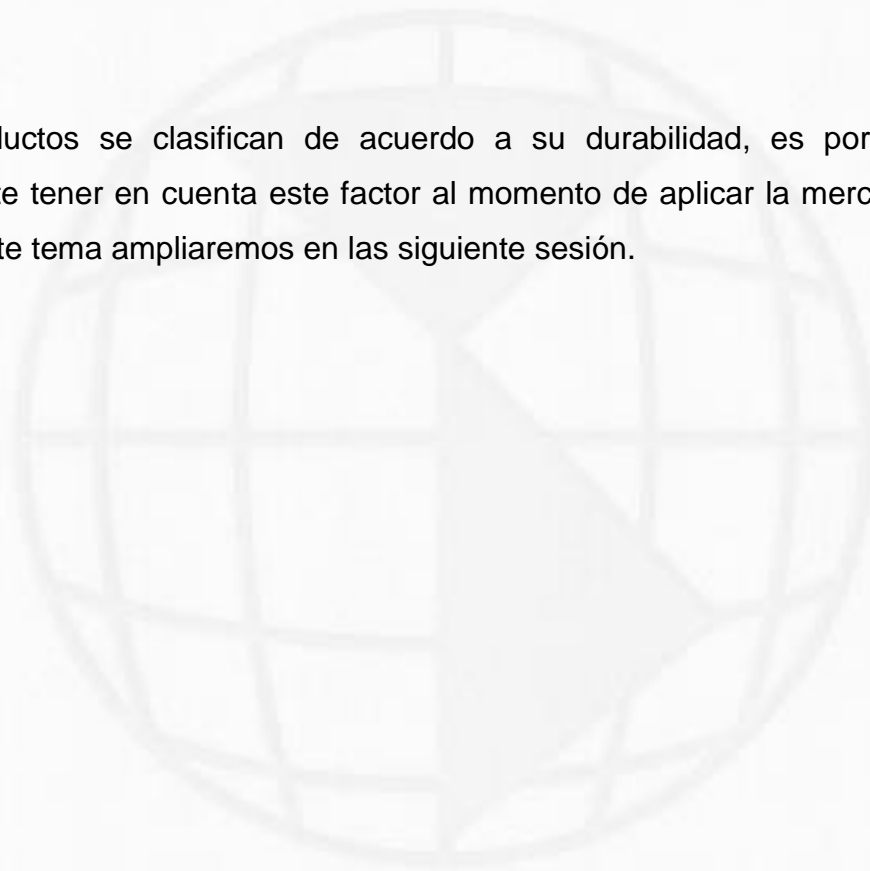 ductos se clasifican de acuerdo a su durabilidad, es por
te tener en cuenta este factor al momento de aplicar la merc
te tema ampliaremos en las siguiente sesión.